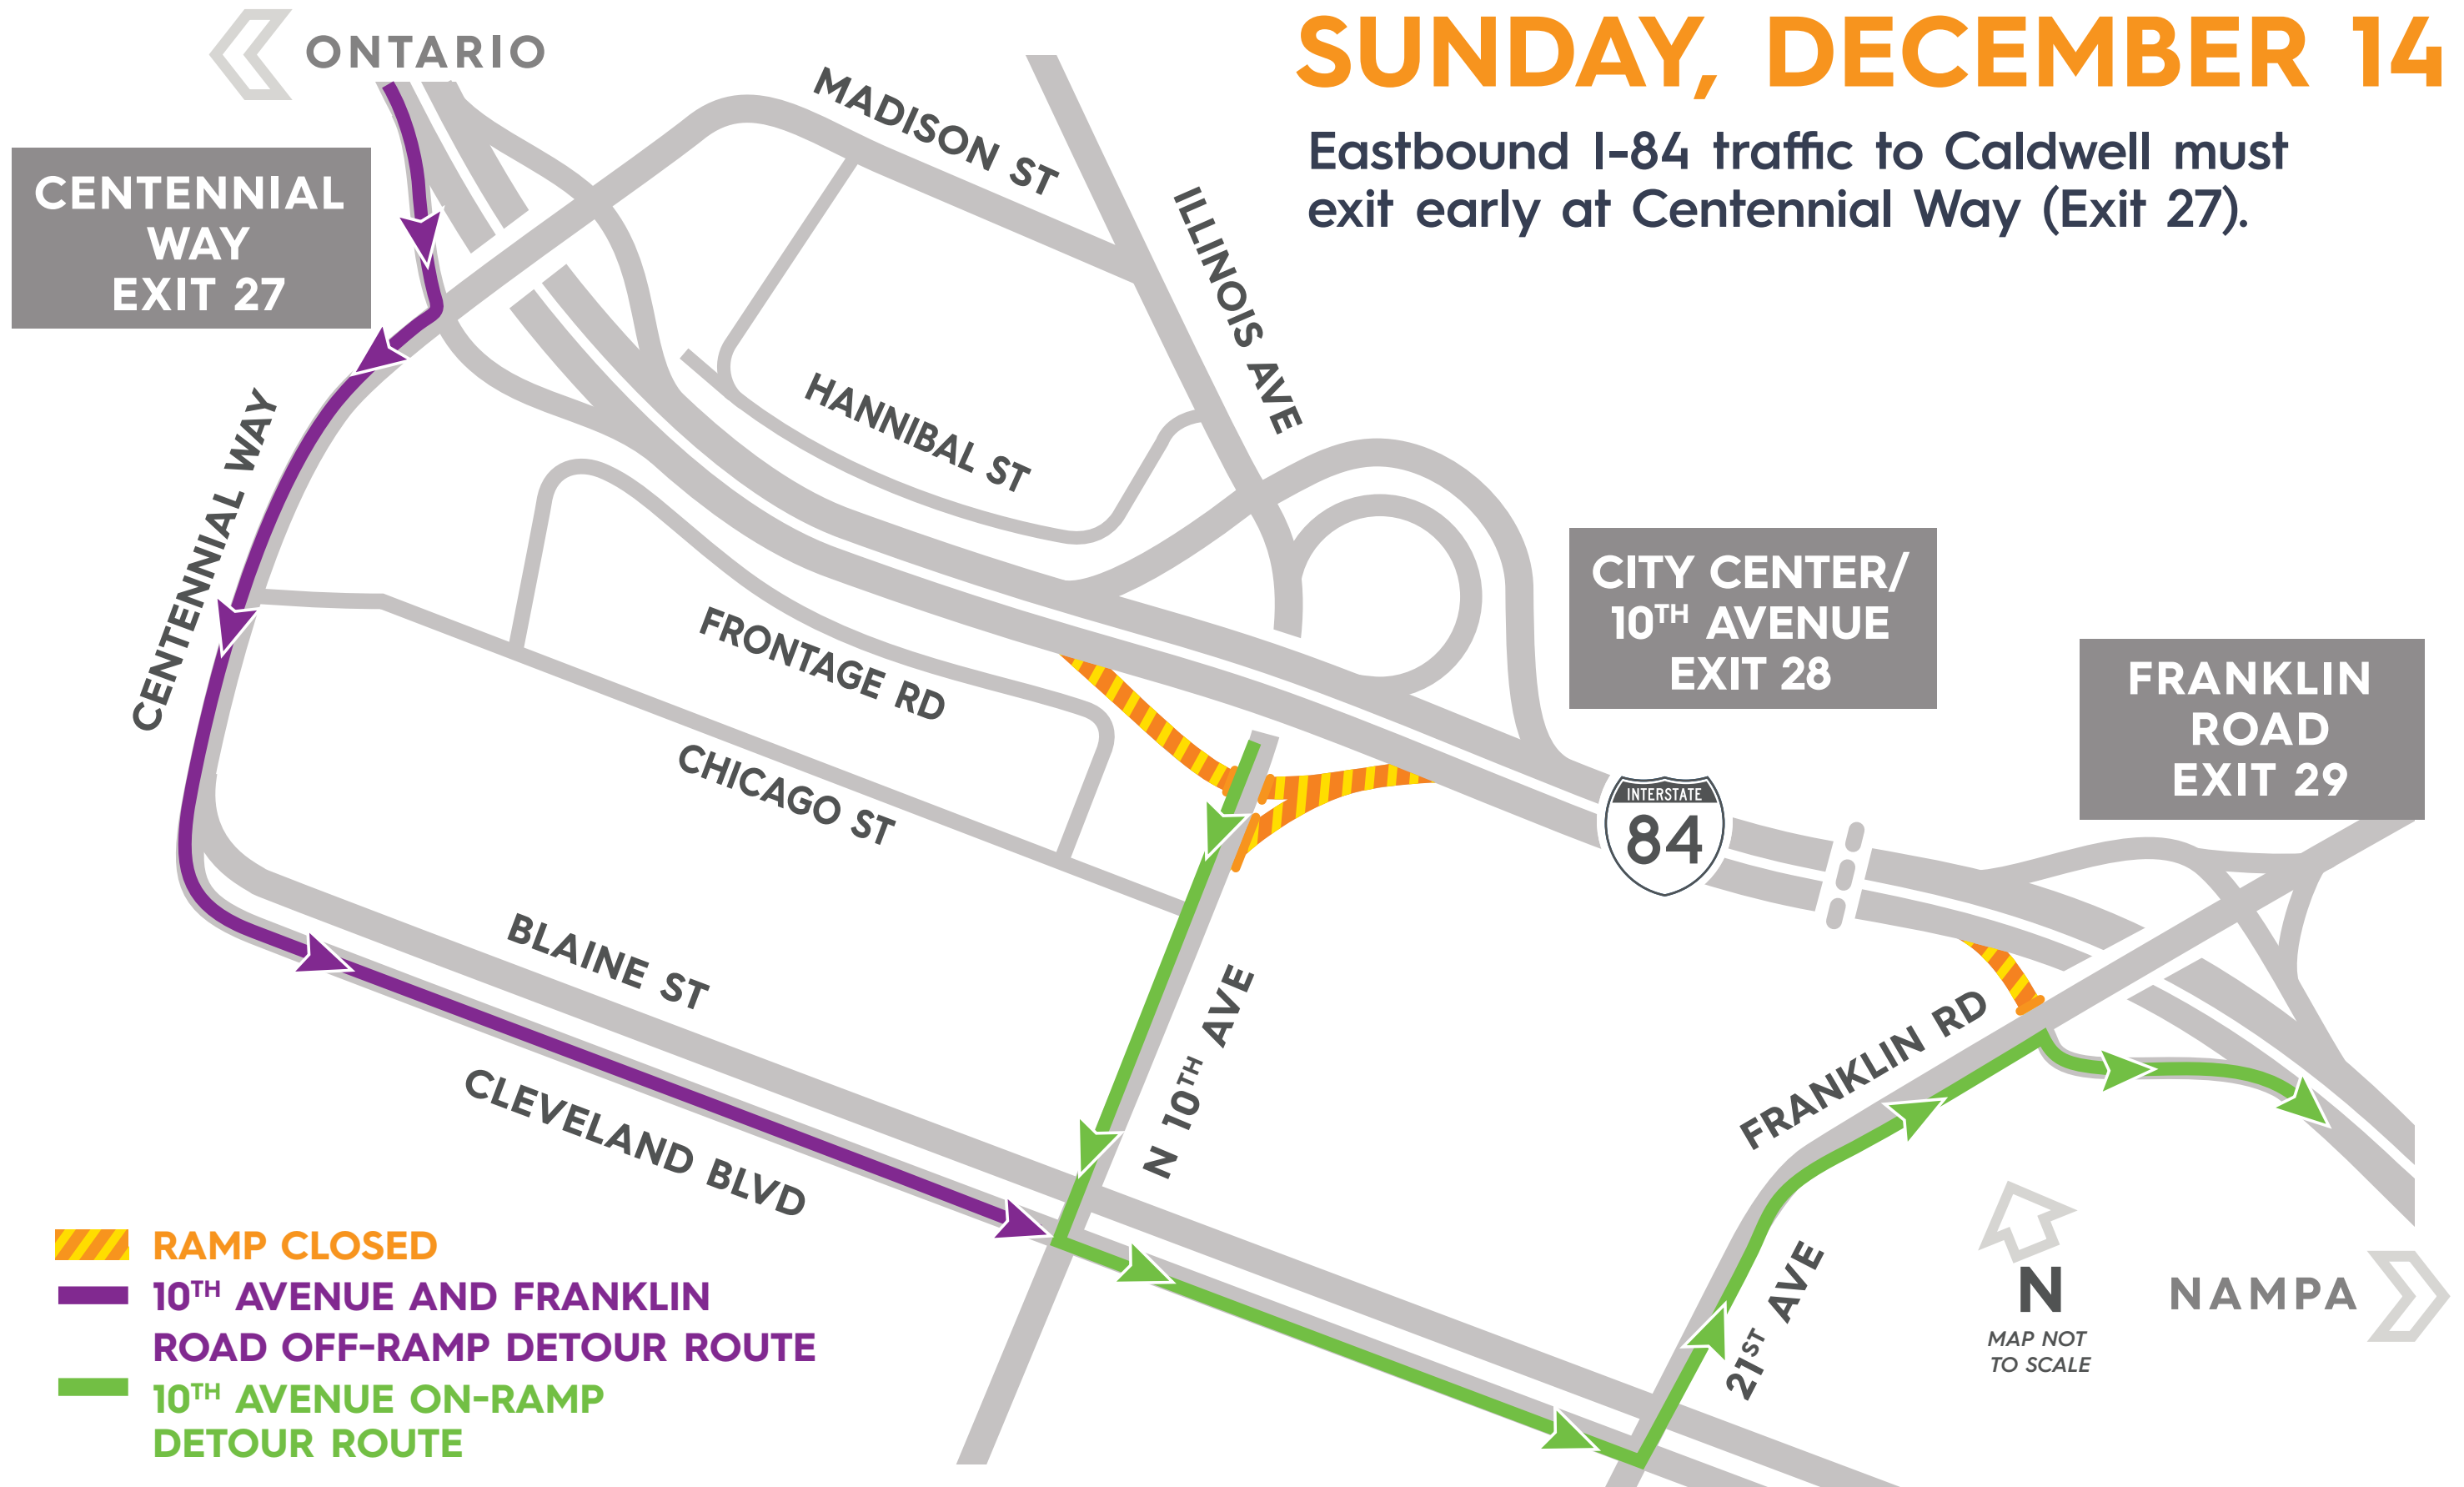 ONTARIO
SUNDAY, DECEMBER 14
Eastbound I-84 traffic to Caldwell must
exit early at Centennial Way (Exit 27).
CENTENNIAL
WAY
EXIT 27
MADISON ST
ILLINOIS AVE
HANNIBAL ST
CENTENNIAL WAY
FRONTAGE RD
CHICAGO ST
CITY CENTER/
10TH AVENUE
EXIT 28
FRANKLIN
ROAD
EXIT 29
INTERSTATE
84
BLAINE ST
CLEVELAND BLVD
N 10TH AVE
FRANKLIN RD
21ST AVE
N
MAP NOT
TO SCALE
NAMPA
RAMP CLOSED
10TH AVENUE AND FRANKLIN
ROAD OFF-RAMP DETOUR ROUTE
10TH AVENUE ON-RAMP
DETOUR ROUTE